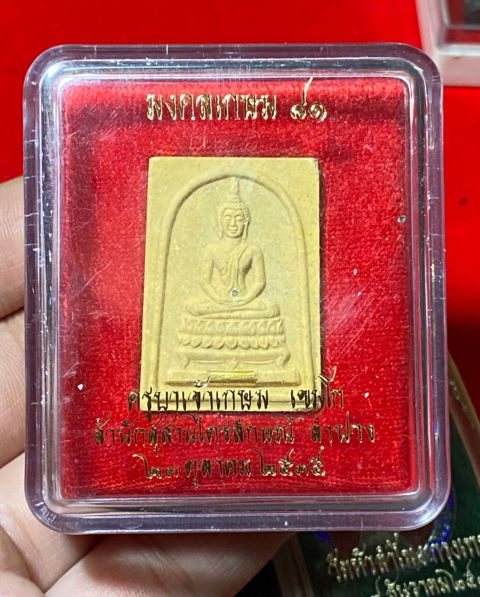 มงคลเกษม ๘๑
ครูบาเจ้าเกษม เขมโก
สำนักสุสานไตรลักษณ์ ลำปาง
๒๓ ตุลาคม ๒๕๓๕